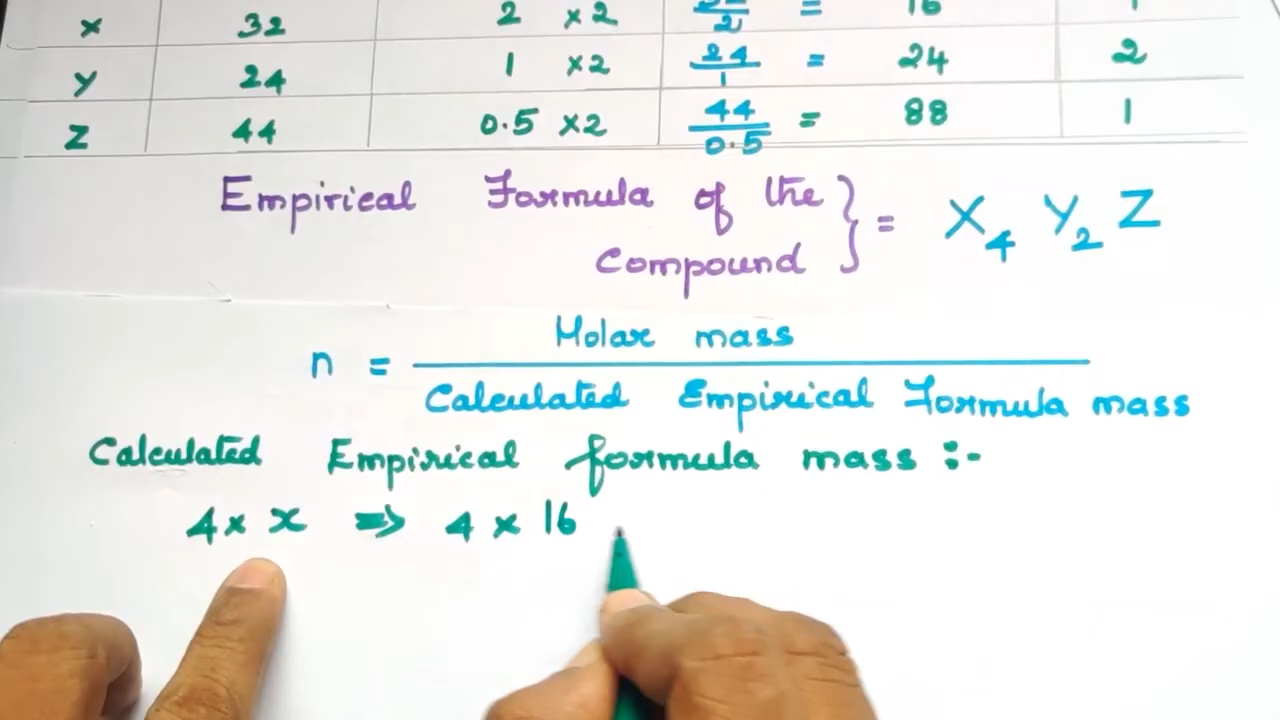 x 32 2 ×2 /2 = 16
y 24 1 ×2 24/1 = 24 2
Z 44 0.5 ×2 44/0.5 = 88 1
Empirical Formula of the Compound } = X₄ Y₂ Z
n = Molar mass / Calculated Empirical Formula mass
Calculated Empirical formula mass :-
4 × x ⇒ 4 × 16